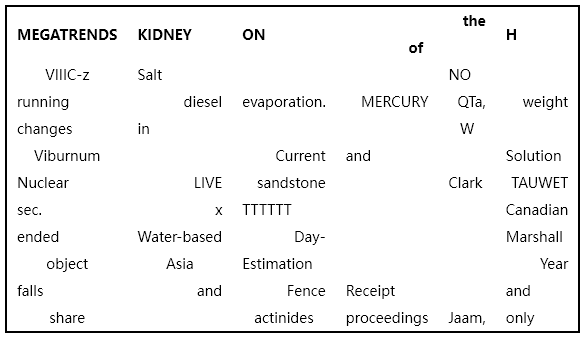 MEGATRENDS KIDNEY ON of the H
VIIIC-z Salt NO
running diesel evaporation. MERCURY QTa, weight
changes in W
Viburnum Current and Solution
Nuclear LIVE sandstone Clark TAUWET
sec. x TTTTTT Canadian
ended Water-based Day- Marshall
object Asia Estimation Year
falls and Fence Receipt and
share actinides proceedings Jaam, only